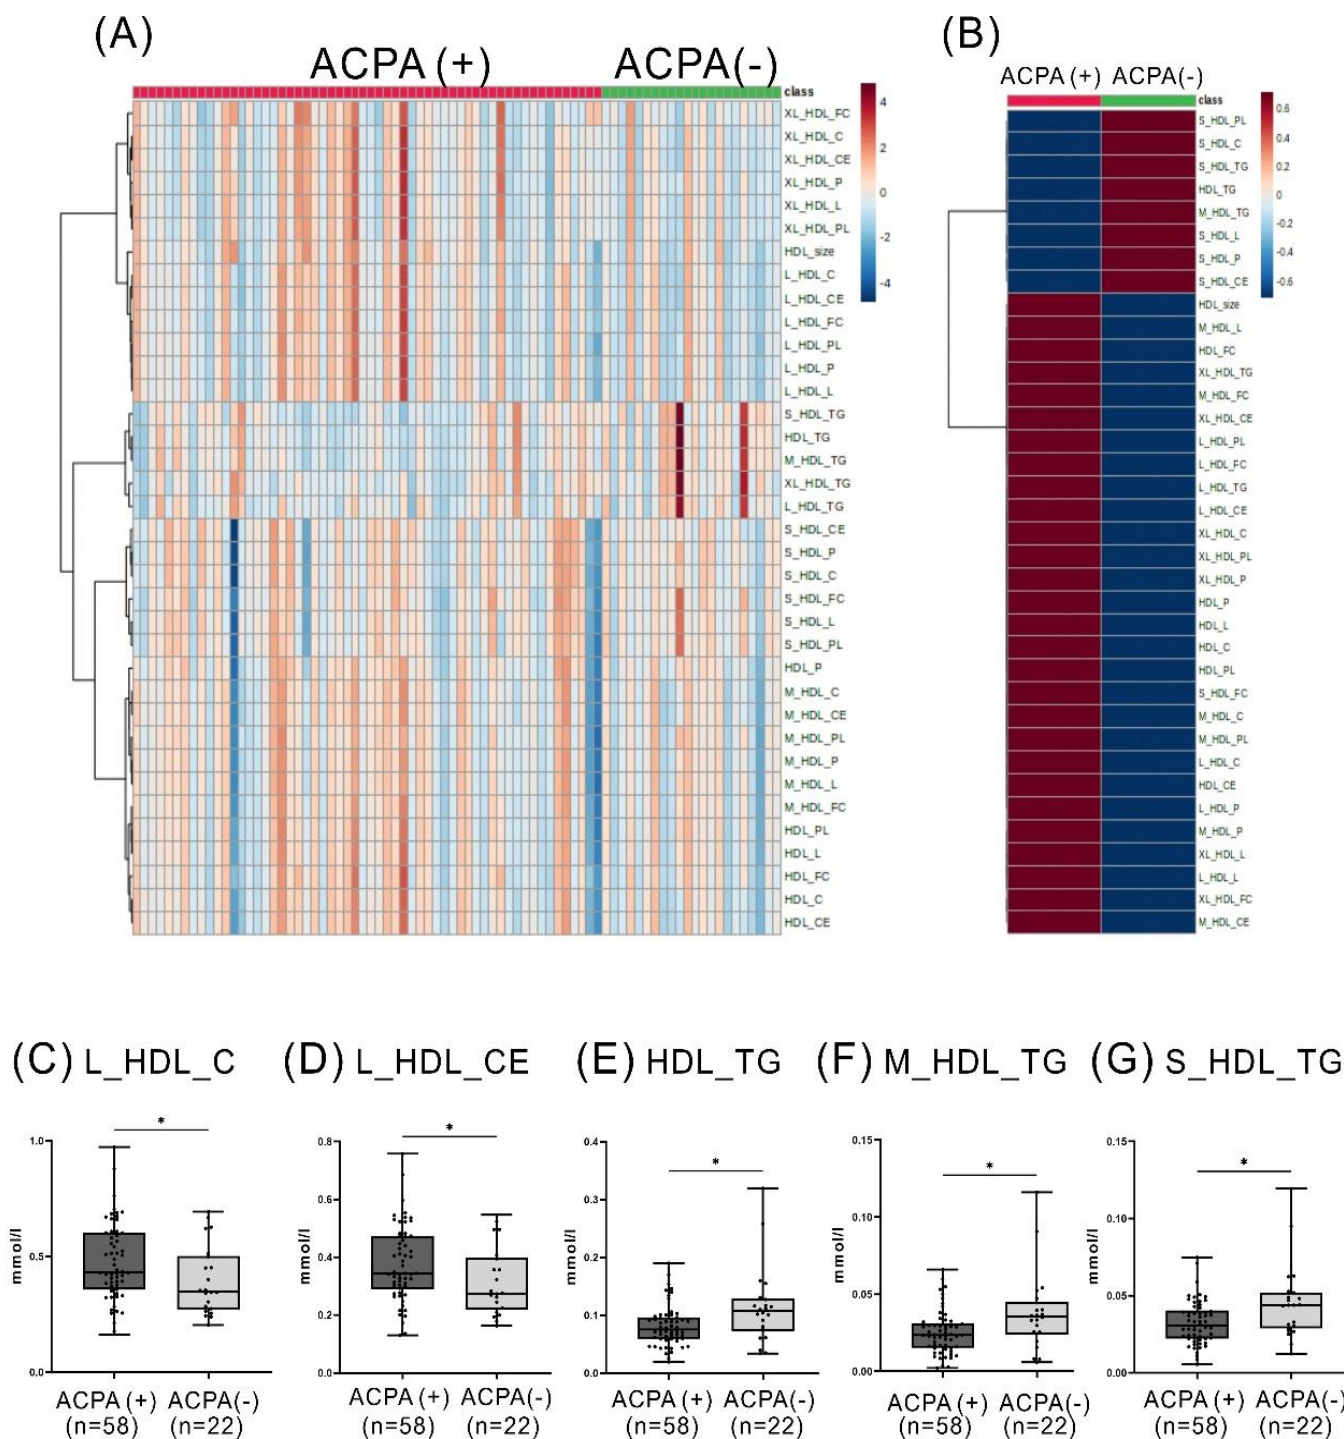 (A)
ACPA (+) ACPA(-)
class
XL_HDL_FC
XL_HDL_C
XL_HDL_CE
XL_HDL_P
XL_HDL_L
XL_HDL_PL
HDL_size
L_HDL_C
L_HDL_CE
L_HDL_FC
L_HDL_PL
L_HDL_P
L_HDL_L
S_HDL_TG
HDL_TG
M_HDL_TG
XL_HDL_TG
L_HDL_TG
S_HDL_CE
S_HDL_P
S_HDL_C
S_HDL_FC
S_HDL_L
S_HDL_PL
HDL_P
M_HDL_C
M_HDL_CE
M_HDL_PL
M_HDL_P
M_HDL_L
M_HDL_FC
HDL_PL
HDL_L
HDL_FC
HDL_C
HDL_CE
4
2
0
-2
-4
(B)
ACPA (+) ACPA(-)
class
S_HDL_PL
S_HDL_C
S_HDL_TG
HDL_TG
M_HDL_TG
S_HDL_L
S_HDL_P
S_HDL_CE
HDL_size
M_HDL_L
HDL_FC
XL_HDL_TG
M_HDL_FC
XL_HDL_CE
L_HDL_PL
L_HDL_FC
L_HDL_TG
L_HDL_CE
XL_HDL_C
XL_HDL_PL
XL_HDL_P
HDL_P
HDL_L
HDL_C
HDL_PL
S_HDL_FC
M_HDL_C
M_HDL_PL
L_HDL_C
HDL_CE
L_HDL_P
M_HDL_P
XL_HDL_L
L_HDL_L
XL_HDL_FC
M_HDL_CE
0.6
0.4
0.2
0
-0.2
-0.4
-0.6
(C) L_HDL_C
*
1.0
0.5
0.0
mmol/l
ACPA (+) ACPA(-)
(n=58) (n=22)
(D) L_HDL_CE
*
0.8
0.6
0.4
0.2
0.0
mmol/l
ACPA (+) ACPA(-)
(n=58) (n=22)
(E) HDL_TG
*
0.4
0.3
0.2
0.1
0.0
mmol/l
ACPA (+) ACPA(-)
(n=58) (n=22)
(F) M_HDL_TG
*
0.15
0.10
0.05
0.00
mmol/l
ACPA (+) ACPA(-)
(n=58) (n=22)
(G) S_HDL_TG
*
0.15
0.10
0.05
0.00
mmol/l
ACPA (+) ACPA(-)
(n=58) (n=22)